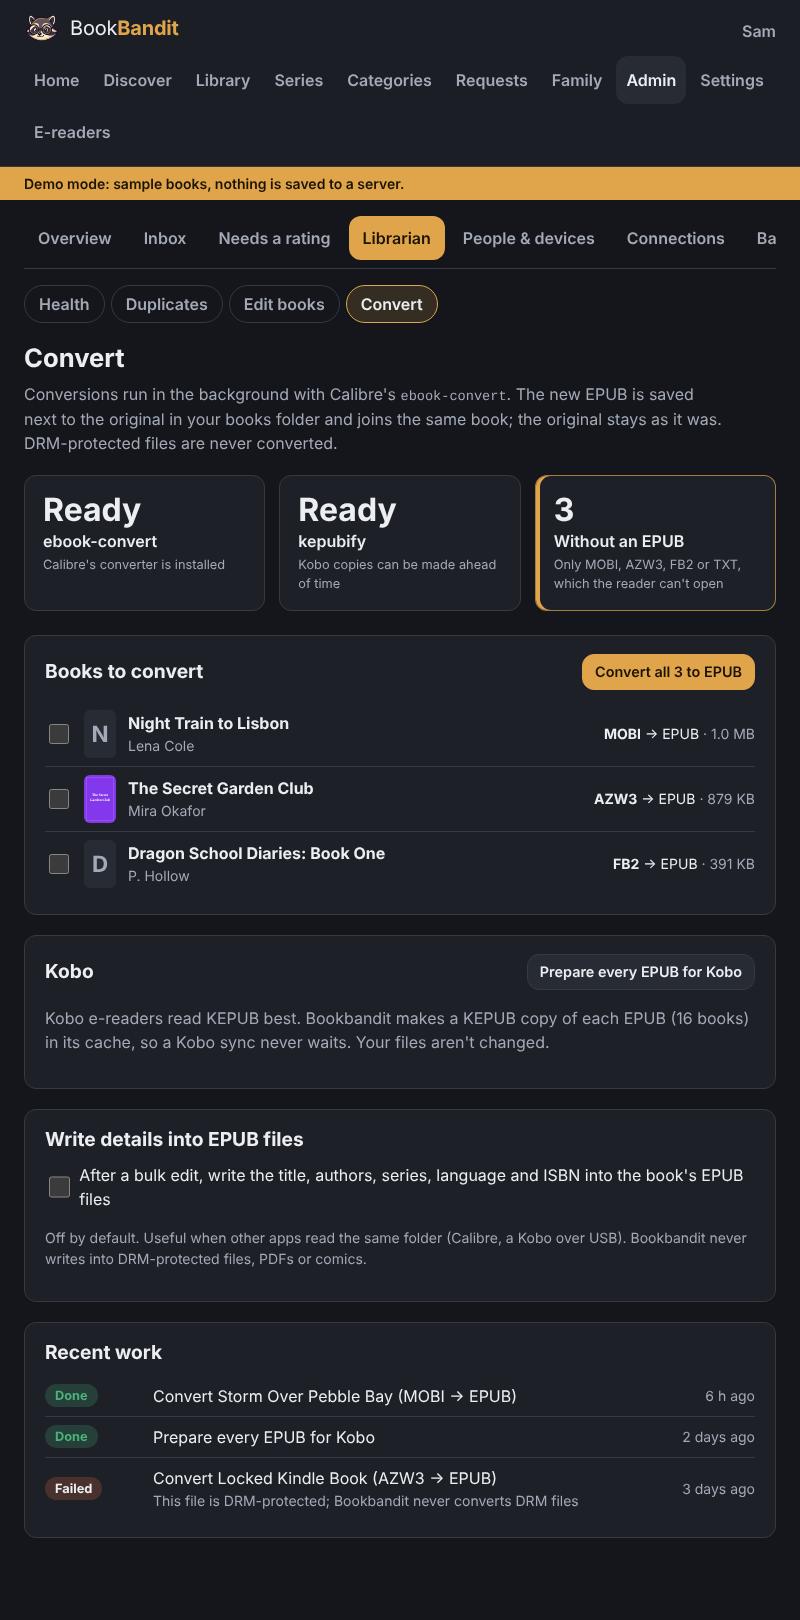 BookBandit
Sam
Home Discover Library Series Categories Requests Family Admin Settings
E-readers
Demo mode: sample books, nothing is saved to a server.
Overview Inbox Needs a rating Librarian People & devices Connections Ba
Health Duplicates Edit books Convert
Convert
Conversions run in the background with Calibre's ebook-convert. The new EPUB is saved
next to the original in your books folder and joins the same book; the original stays as it was.
DRM-protected files are never converted.
Ready
ebook-convert
Calibre's converter is installed
Ready
kepubify
Kobo copies can be made ahead
of time
3
Without an EPUB
Only MOBI, AZW3, FB2 or TXT,
which the reader can't open
Books to convert
Convert all 3 to EPUB
N
Night Train to Lisbon
Lena Cole
MOBI → EPUB · 1.0 MB
The Secret
Garden Club
The Secret Garden Club
Mira Okafor
AZW3 → EPUB · 879 KB
D
Dragon School Diaries: Book One
P. Hollow
FB2 → EPUB · 391 KB
Kobo
Prepare every EPUB for Kobo
Kobo e-readers read KEPUB best. Bookbandit makes a KEPUB copy of each EPUB (16 books)
in its cache, so a Kobo sync never waits. Your files aren't changed.
Write details into EPUB files
After a bulk edit, write the title, authors, series, language and ISBN into the book's EPUB
files
Off by default. Useful when other apps read the same folder (Calibre, a Kobo over USB). Bookbandit never
writes into DRM-protected files, PDFs or comics.
Recent work
Done Convert Storm Over Pebble Bay (MOBI → EPUB) 6 h ago
Done Prepare every EPUB for Kobo 2 days ago
Failed Convert Locked Kindle Book (AZW3 → EPUB) 3 days ago
This file is DRM-protected; Bookbandit never converts DRM files